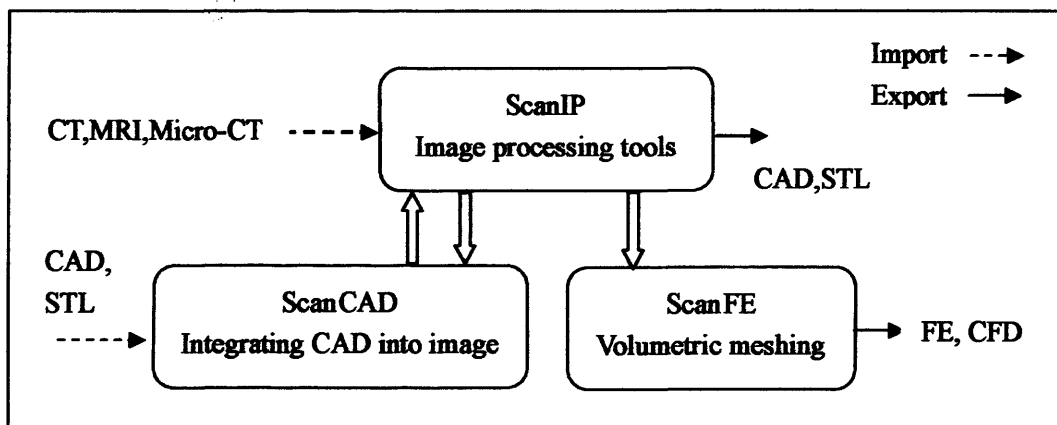 Import
Export
ScanIP
Image processing tools
CT,MRI,Micro-CT
CAD,STL
CAD,
STL
ScanCAD
Integrating CAD into image
ScanFE
Volumetric meshing
FE, CFD